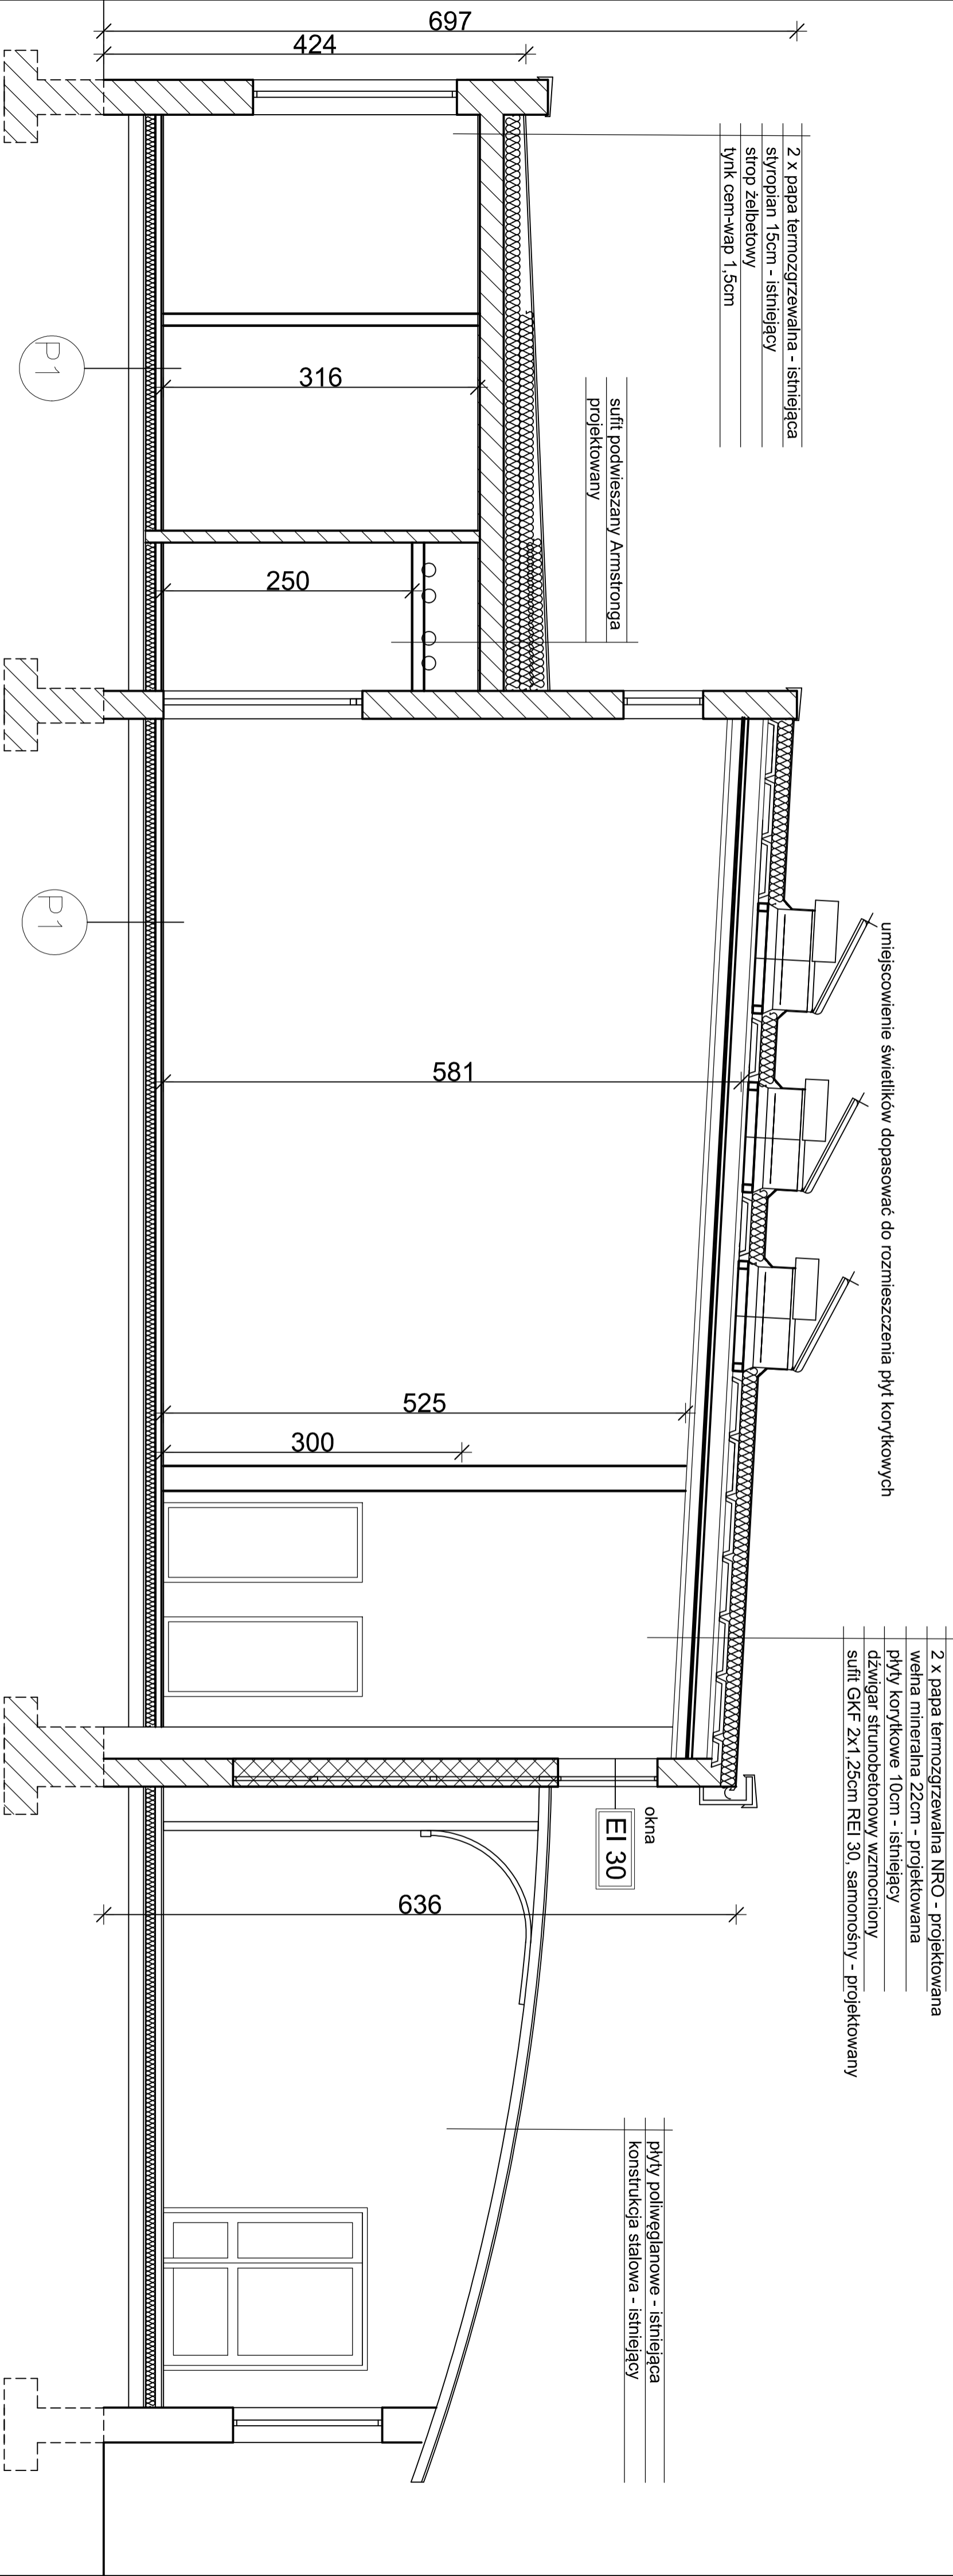 697
424
2 x papa termozgrzewalna - istniejąca
styropian 15cm - istniejący
strop żelbetowy
tynk cem-wap 1,5cm
P1
316
sufit podwieszany Armstronga
projektowany
250
P1
umiejscowienie świetlików dopasować do rozmieszczenia płyt korytkowych
581
525
300
2 x papa termozgrzewalna NRO - projektowana
wełna mineralna 22cm - projektowana
płyty korytkowe 10cm - istniejący
dźwigar strunobetonowy wzmocniony
sufit GKF 2x1,25cm REI 30, samonośny - projektowany
okna
EI 30
636
płyty poliwęglanowe - istniejąca
konstrukcja stalowa - istniejący